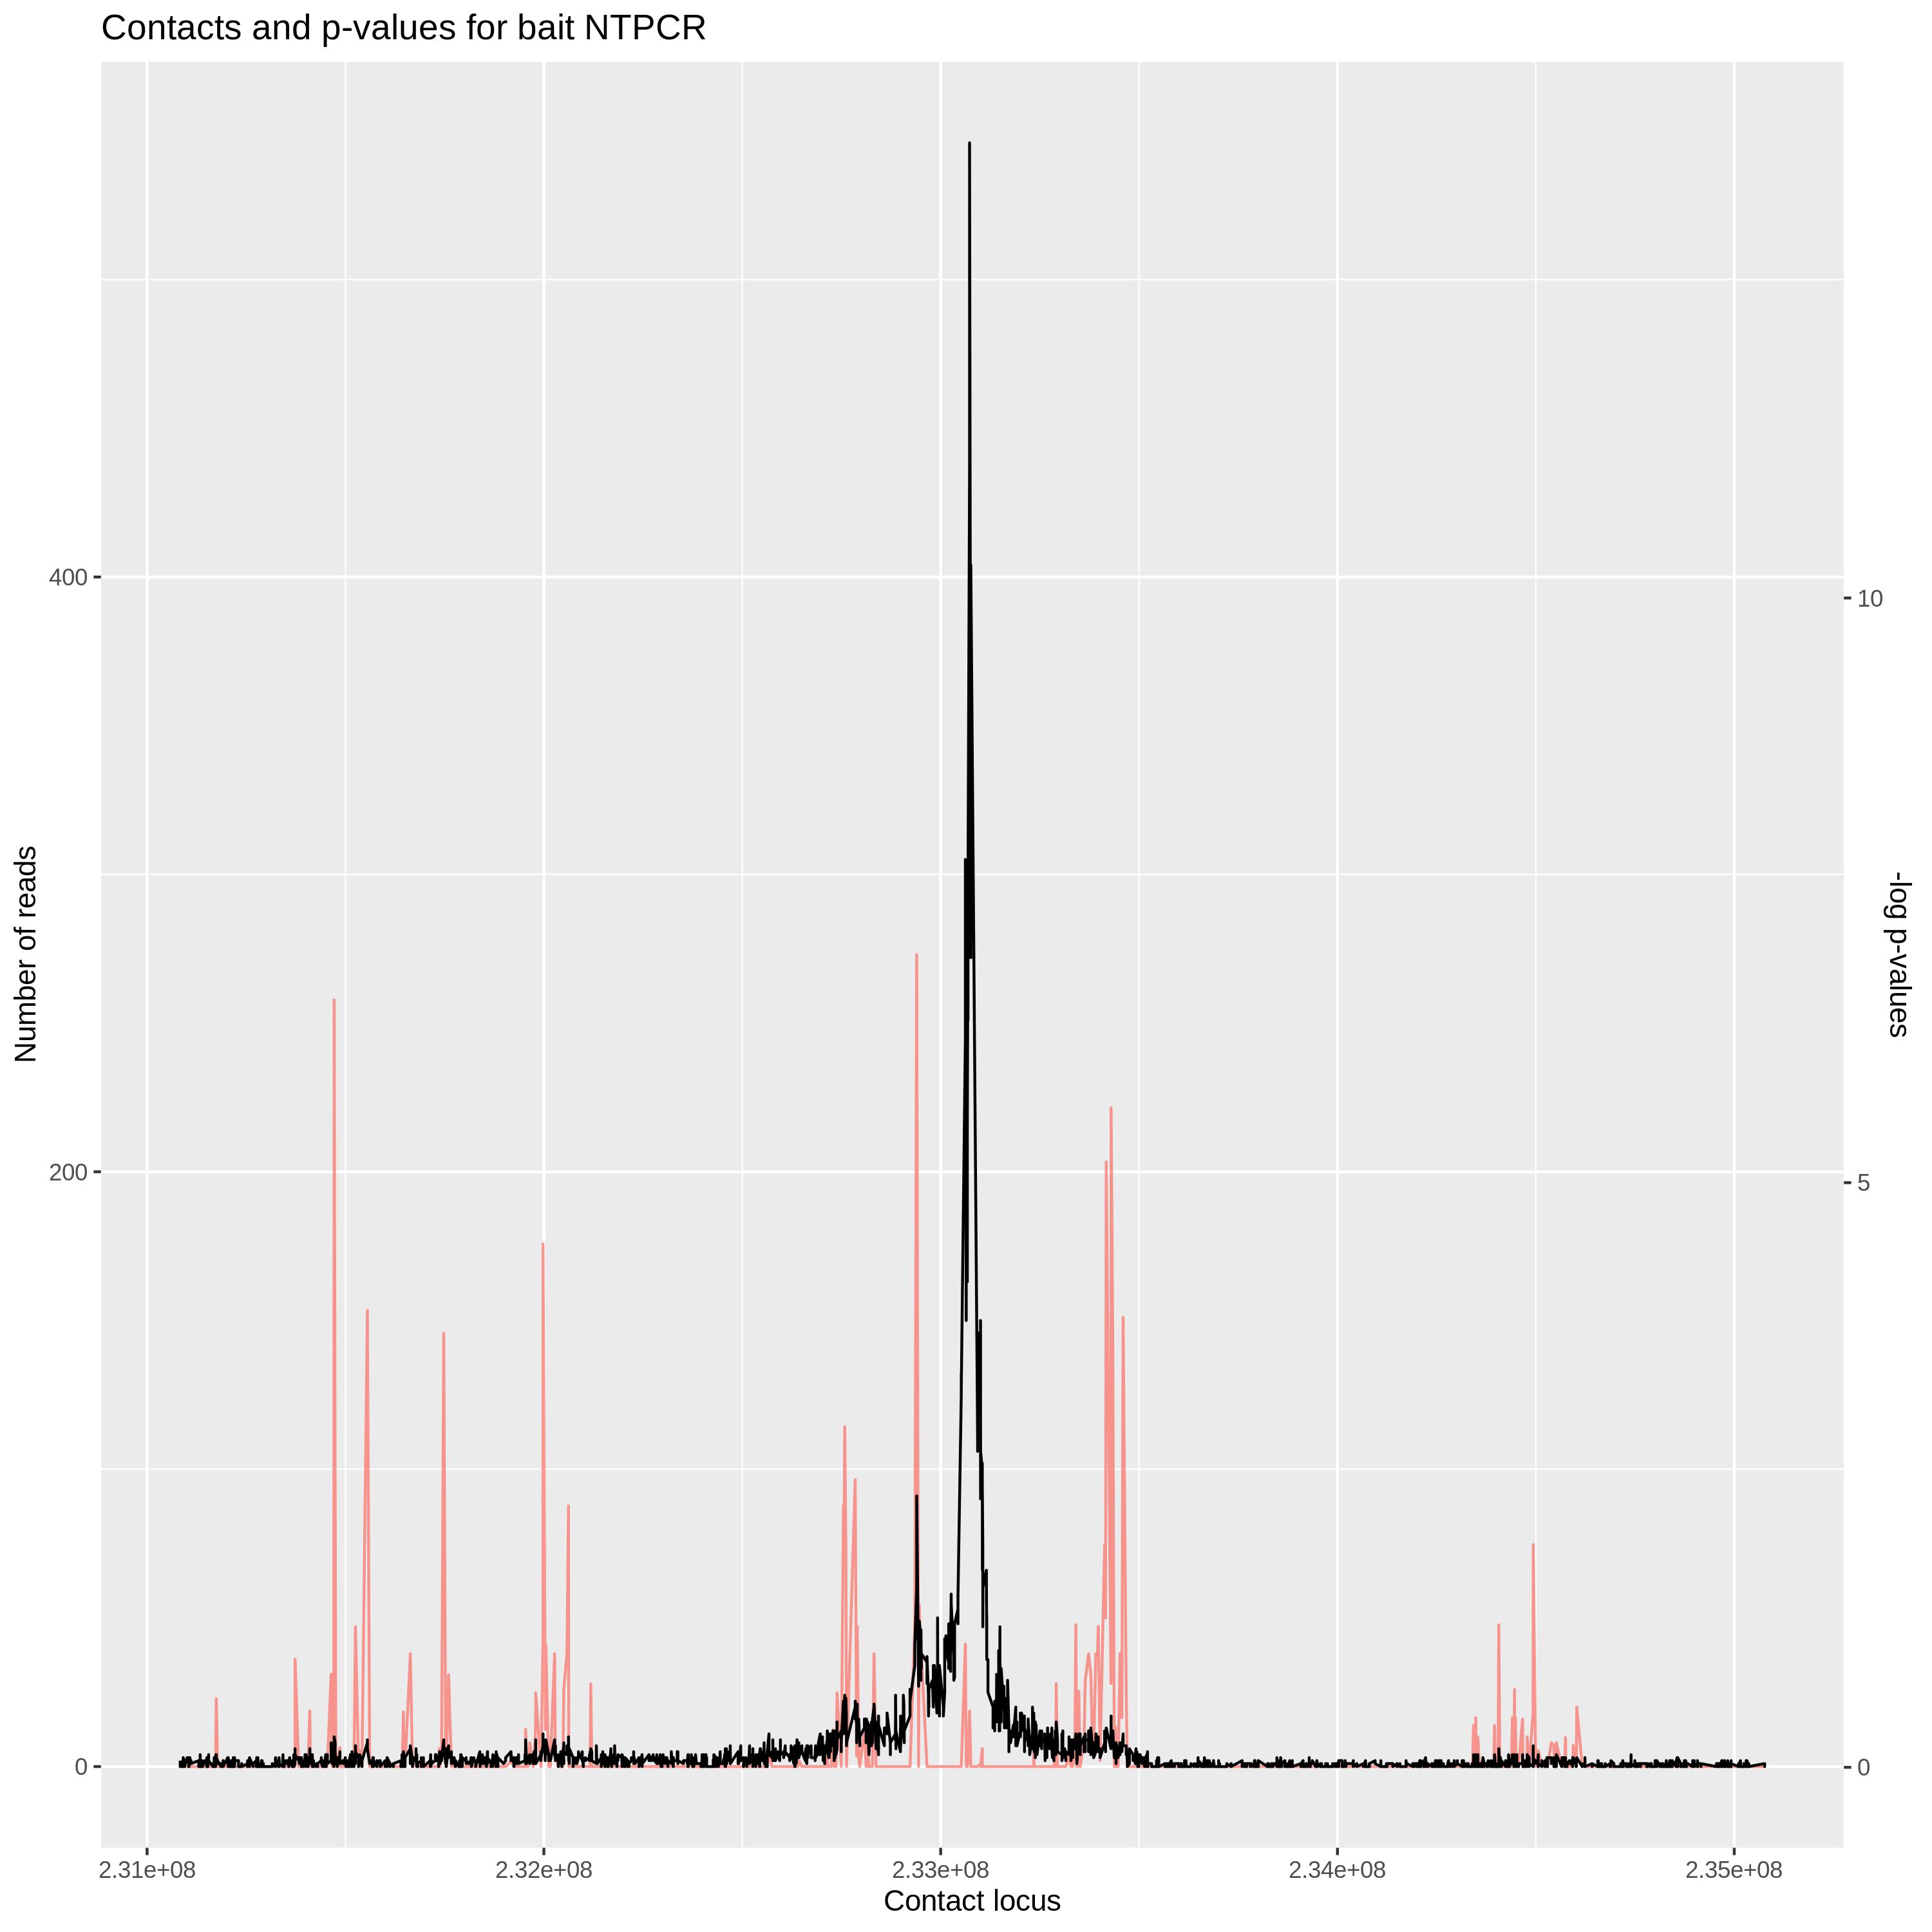 Contacts and p-values for bait NTPCR
Number of reads
400
200
0
10
5
0
-log p-values
2.31e+08 2.32e+08 2.33e+08 2.34e+08 2.35e+08
Contact locus